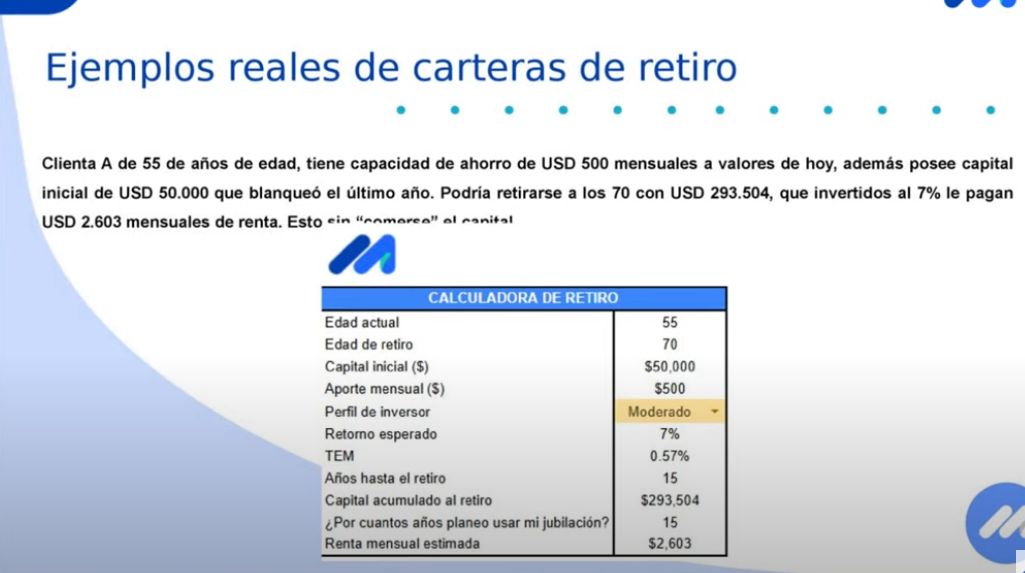 Ejemplos reales de carteras de retiro
Clienta A de 55 de años de edad, tiene capacidad de ahorro de USD 500 mensuales a valores de hoy, además posee capital
inicial de USD 50.000 que blanqueó el último año. Podría retirarse a los 70 con USD 293.504, que invertidos al 7% le pagan
USD 2.603 mensuales de renta. Esto sin “comerse” el capital
CALCULADORA DE RETIRO
Edad actual 55
Edad de retiro 70
Capital inicial ($) $50,000
Aporte mensual ($) $500
Perfil de inversor Moderado
Retorno esperado 7%
TEM 0.57%
Años hasta el retiro 15
Capital acumulado al retiro $293,504
¿Por cuantos años planeo usar mi jubilación? 15
Renta mensual estimada $2,603